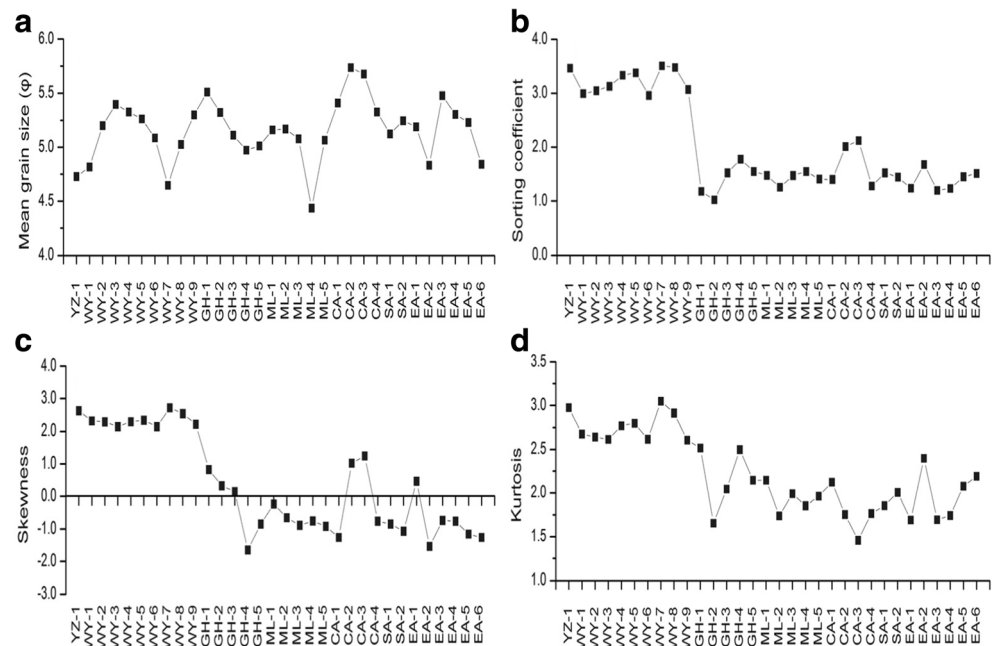 a
Mean grain size (φ)
6.0
5.5
5.0
4.5
4.0
YZ-1
WY-1
WY-2
WY-3
WY-4
WY-5
WY-6
WY-7
WY-8
WY-9
GH-1
GH-2
GH-3
GH-4
GH-5
ML-1
ML-2
ML-3
ML-4
ML-5
CA-1
CA-2
CA-3
CA-4
SA-1
SA-2
EA-1
EA-2
EA-3
EA-4
EA-5
EA-6
b
Sorting coefficient
4.0
3.0
2.0
1.0
0.0
YZ-1
WY-1
WY-2
WY-3
WY-4
WY-5
WY-6
WY-7
WY-8
WY-9
GH-1
GH-2
GH-3
GH-4
GH-5
ML-1
ML-2
ML-3
ML-4
ML-5
CA-1
CA-2
CA-3
CA-4
SA-1
SA-2
EA-1
EA-2
EA-3
EA-4
EA-5
EA-6
c
Skewness
4.0
3.0
2.0
1.0
0.0
-1.0
-2.0
-3.0
YZ-1
WY-1
WY-2
WY-3
WY-4
WY-5
WY-6
WY-7
WY-8
WY-9
GH-1
GH-2
GH-3
GH-4
GH-5
ML-1
ML-2
ML-3
ML-4
ML-5
CA-1
CA-2
CA-3
CA-4
SA-1
SA-2
EA-1
EA-2
EA-3
EA-4
EA-5
EA-6
d
Kurtosis
3.5
3.0
2.5
2.0
1.5
1.0
YZ-1
WY-1
WY-2
WY-3
WY-4
WY-5
WY-6
WY-7
WY-8
WY-9
GH-1
GH-2
GH-3
GH-4
GH-5
ML-1
ML-2
ML-3
ML-4
ML-5
CA-1
CA-2
CA-3
CA-4
SA-1
SA-2
EA-1
EA-2
EA-3
EA-4
EA-5
EA-6